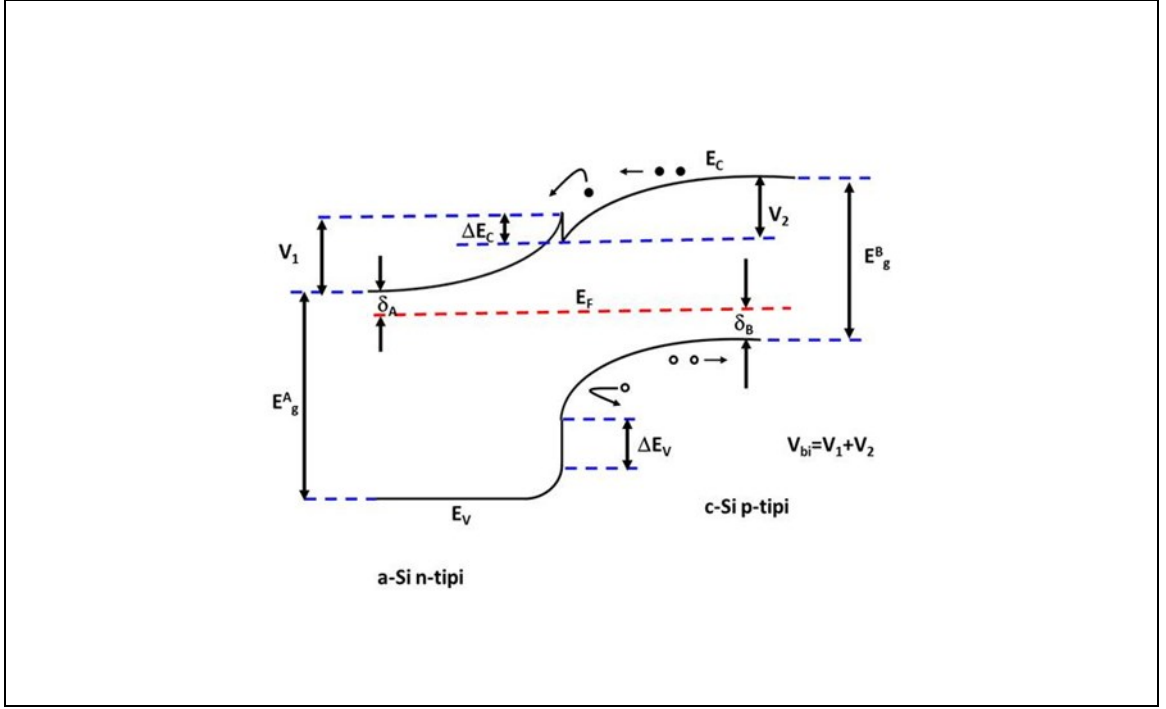 E_C
V_2
ΔE_C
V_1
E^B_g
E_F
δ_A
δ_B
E^A_g
ΔE_V
V_bi=V_1+V_2
c-Si p-tipi
E_V
a-Si n-tipi